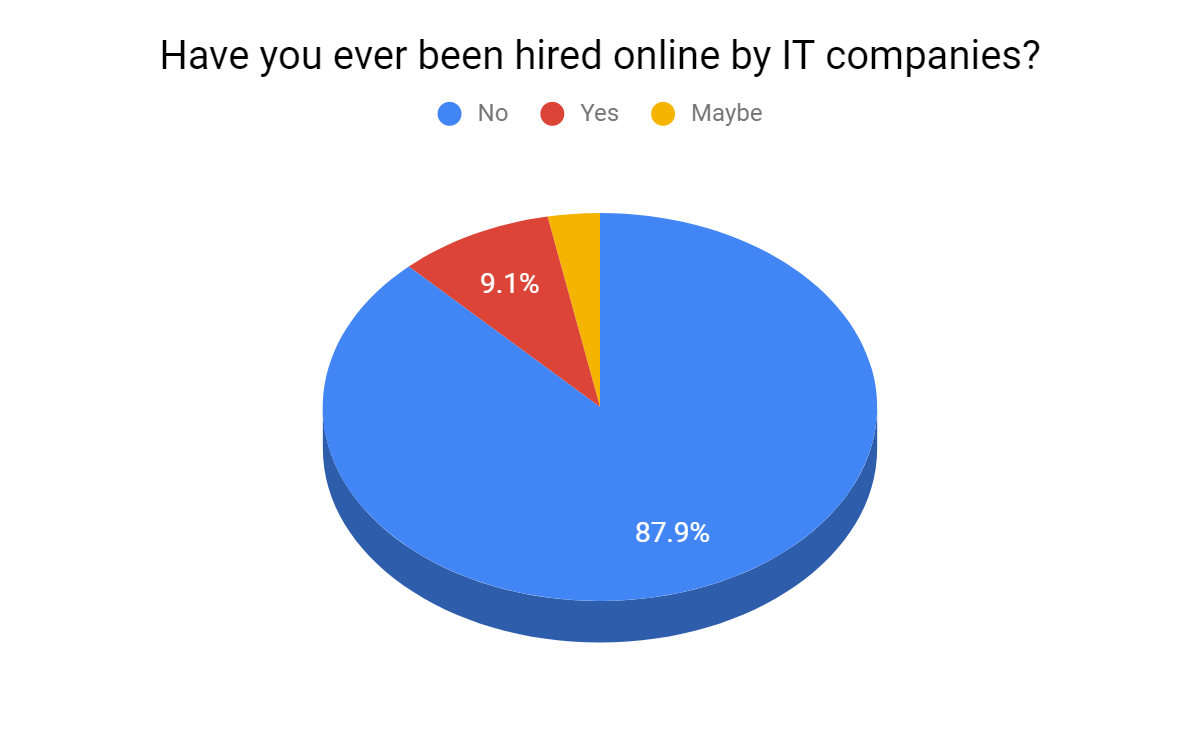 Have you ever been hired online by IT companies?
No Yes Maybe
9.1%
87.9%